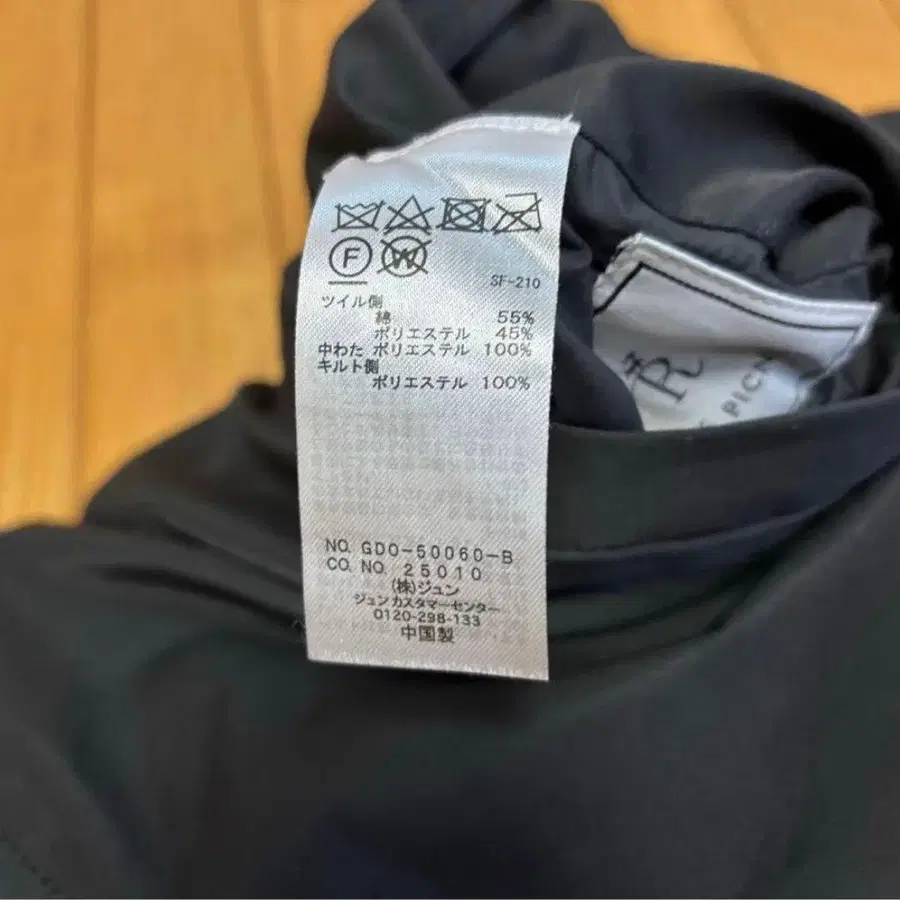 F
W
SF-210
ツイル側
綿 55%
ポリエステル 45%
中わた ポリエステル 100%
キルト側
ポリエステル 100%
NO. GDO-50060-B
CO. NO. 25010
(株)ジュン
ジュン カスタマーセンター
0120-298-133
中国製
R
PICN